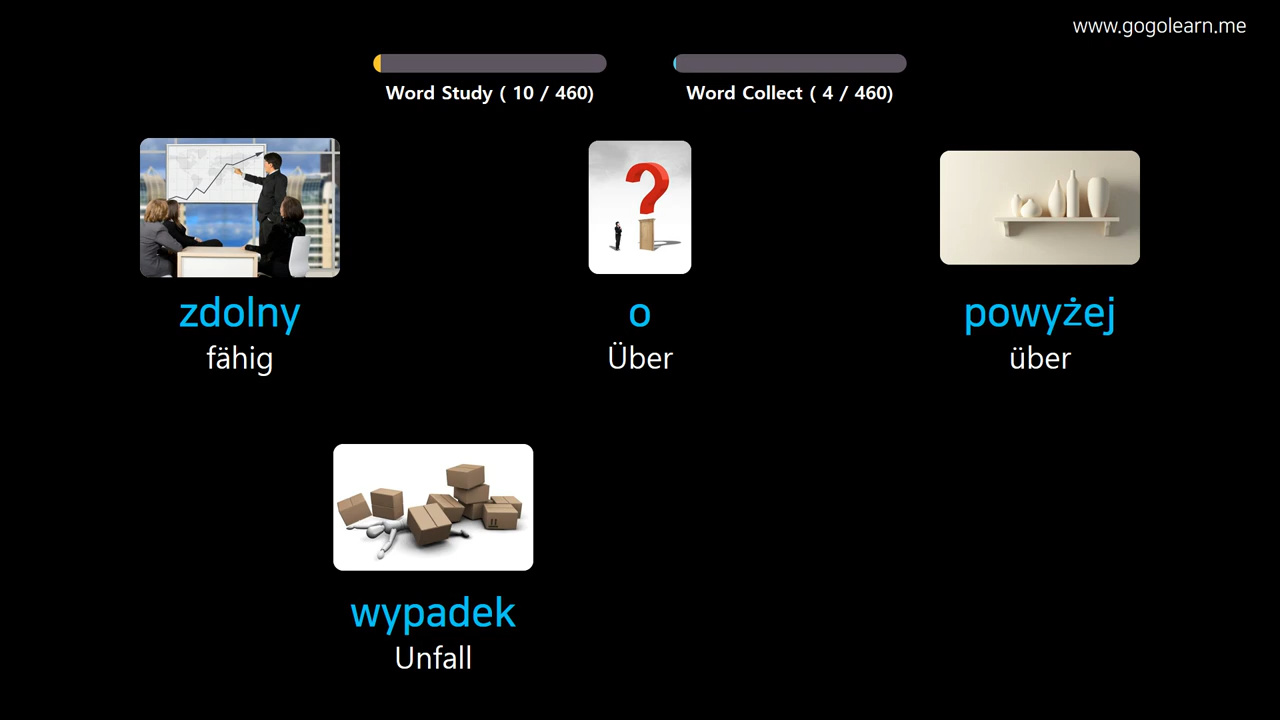 www.gogolearn.me
Word Study ( 10 / 460)
Word Collect ( 4 / 460)
zdolny
fähig
o
Über
powyżej
über
wypadek
Unfall